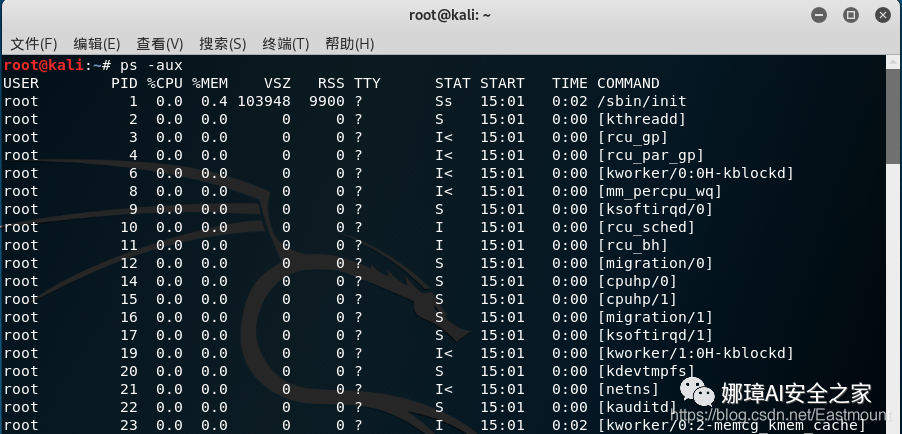 root@kali: ~
文件(F) 编辑(E) 查看(V) 搜索(S) 终端(T) 帮助(H)
root@kali:~# ps -aux
USER PID %CPU %MEM VSZ RSS TTY STAT START TIME COMMAND
root 1 0.0 0.4 103948 9900 ? Ss 15:01 0:02 /sbin/init
root 2 0.0 0.0 0 0 ? S 15:01 0:00 [kthreadd]
root 3 0.0 0.0 0 0 ? I< 15:01 0:00 [rcu_gp]
root 4 0.0 0.0 0 0 ? I< 15:01 0:00 [rcu_par_gp]
root 6 0.0 0.0 0 0 ? I< 15:01 0:00 [kworker/0:0H-kblockd]
root 8 0.0 0.0 0 0 ? I< 15:01 0:00 [mm_percpu_wq]
root 9 0.0 0.0 0 0 ? S 15:01 0:00 [ksoftirqd/0]
root 10 0.0 0.0 0 0 ? I 15:01 0:00 [rcu_sched]
root 11 0.0 0.0 0 0 ? I 15:01 0:00 [rcu_bh]
root 12 0.0 0.0 0 0 ? S 15:01 0:00 [migration/0]
root 14 0.0 0.0 0 0 ? S 15:01 0:00 [cpuhp/0]
root 15 0.0 0.0 0 0 ? S 15:01 0:00 [cpuhp/1]
root 16 0.0 0.0 0 0 ? S 15:01 0:00 [migration/1]
root 17 0.0 0.0 0 0 ? S 15:01 0:00 [ksoftirqd/1]
root 19 0.0 0.0 0 0 ? I< 15:01 0:00 [kworker/1:0H-kblockd]
root 20 0.0 0.0 0 0 ? S 15:01 0:00 [kdevtmpfs]
root 21 0.0 0.0 0 0 ? I< 15:01 0:00 [netns]
root 22 0.0 0.0 0 0 ? S 15:01 0:00 [kauditd]
root 23 0.0 0.0 0 0 ? I 15:01 0:02 [kworker/0:2-memcg_kmem_cache]
娜璋AI安全之家
https://blog.csdn.net/Eastmount